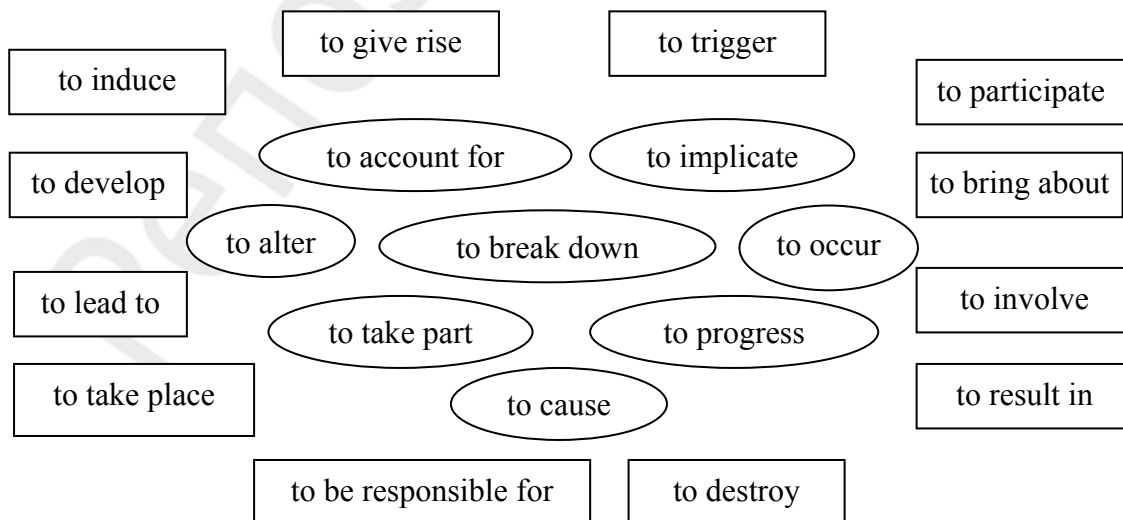 to give rise
to trigger
to induce
to participate
to account for
to implicate
to develop
to bring about
to alter
to break down
to occur
to lead to
to involve
to take part
to progress
to take place
to cause
to result in
to be responsible for
to destroy